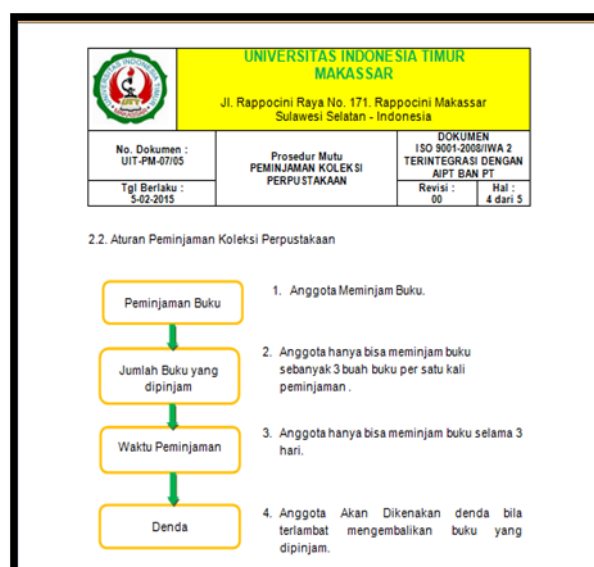 UNIVERSITAS INDONESIA TIMUR
MAKASSAR
Jl. Rappocini Raya No. 171. Rappocini Makassar
Sulawesi Selatan - Indonesia
No. Dokumen :
UIT-PM-07/05
Prosedur Mutu
PEMINJAMAN KOLEKSI
PERPUSTAKAAN
DOKUMEN
ISO 9001-2008/IWA 2
TERINTEGRASI DENGAN
AIPT BAN PT
Tgl Berlaku :
5-02-2015
Revisi :
00
Hal :
4 dari 5
2.2. Aturan Peminjaman Koleksi Perpustakaan
Peminjaman Buku
1. Anggota Meminjam Buku.
Jumlah Buku yang
dipinjam
2. Anggota hanya bisa meminjam buku
sebanyak 3 buah buku per satu kali
peminjaman .
Waktu Peminjaman
3. Anggota hanya bisa meminjam buku selama 3
hari.
Denda
4. Anggota Akan Dikenakan denda bila
terlambat mengembalikan buku yang
dipinjam.